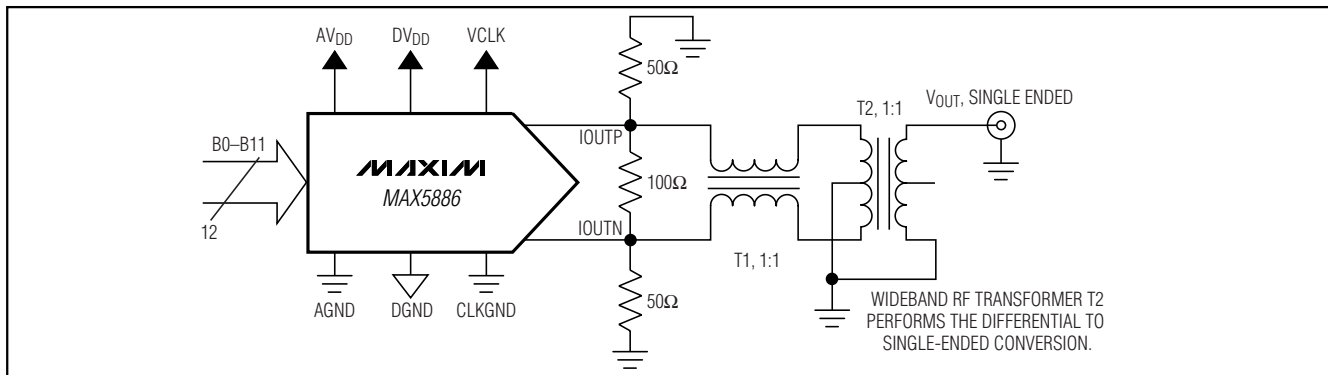 AVDD DVDD VCLK
50Ω
T2, 1:1
VOUT, SINGLE ENDED
IOUTP
B0–B11
MAXIM
MAX5886
100Ω
12
IOUTN
T1, 1:1
50Ω
AGND DGND CLKGND
WIDEBAND RF TRANSFORMER T2
PERFORMS THE DIFFERENTIAL TO
SINGLE-ENDED CONVERSION.